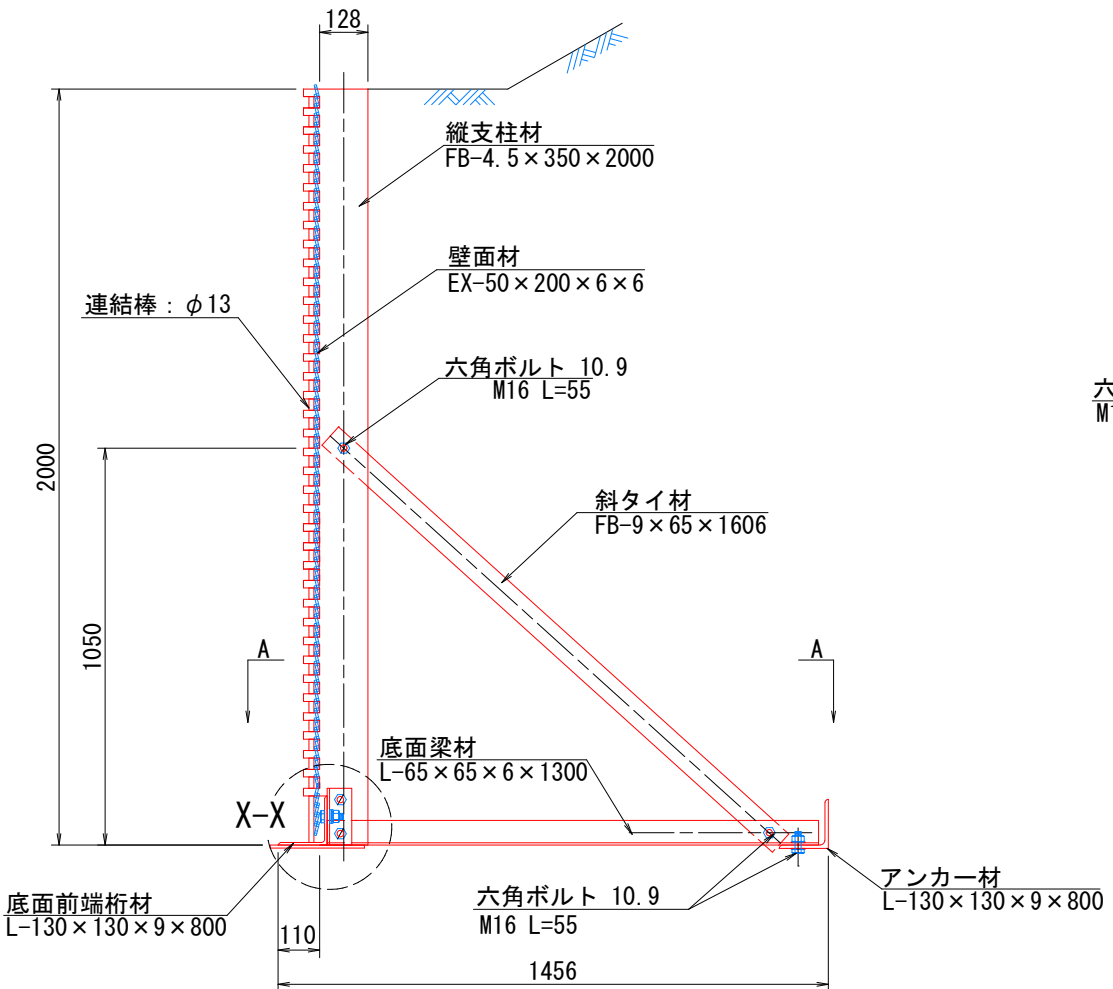 128
縦支柱材
FB-4.5×350×2000
壁面材
EX-50×200×6×6
連結棒：φ13
六角ボルト 10.9
M16 L=55
2000
1050
斜タイ材
FB-9×65×1606
A
A
底面梁材
L-65×65×6×1300
X-X
底面前端桁材
L-130×130×9×800
六角ボルト 10.9
M16 L=55
アンカー材
L-130×130×9×800
110
1456